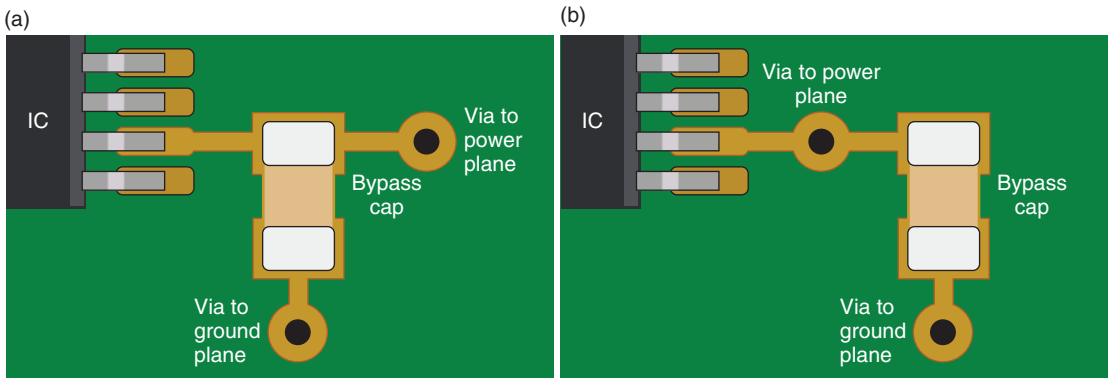 (a)
IC
Via to
power
plane
Bypass
cap
Via to
ground
plane
(b)
IC
Via to power
plane
Bypass
cap
Via to
ground
plane